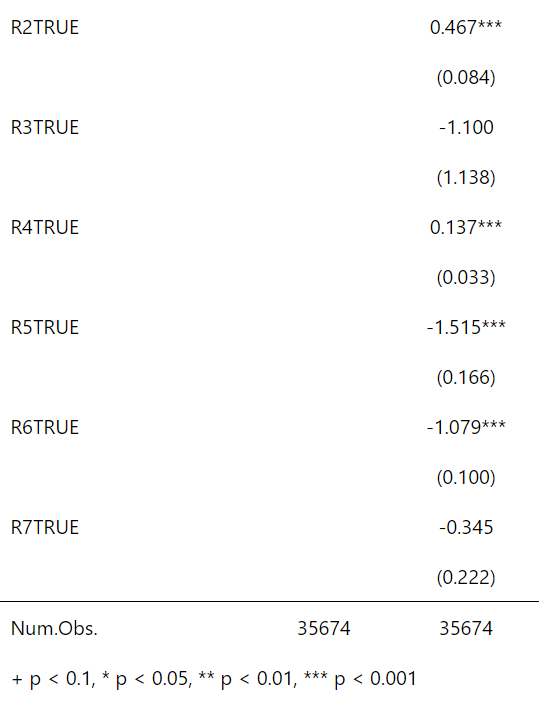 R2TRUE 0.467***
(0.084)
R3TRUE -1.100
(1.138)
R4TRUE 0.137***
(0.033)
R5TRUE -1.515***
(0.166)
R6TRUE -1.079***
(0.100)
R7TRUE -0.345
(0.222)
Num.Obs. 35674 35674
+ p < 0.1, * p < 0.05, ** p < 0.01, *** p < 0.001